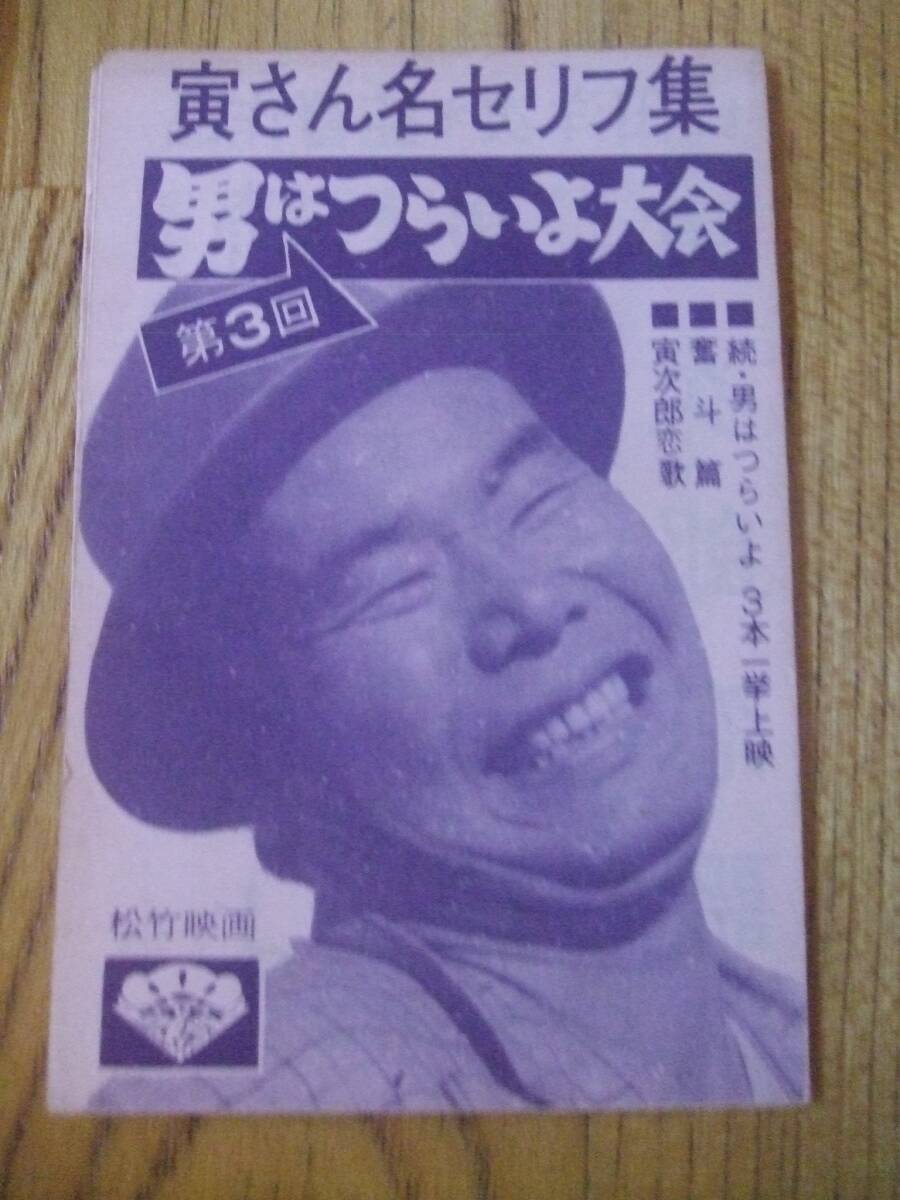 寅さん名セリフ集
男はつらいよ大会
第3回
■続・男はつらいよ 3本一挙上映
■奮斗篇
■寅次郎恋歌
松竹映画